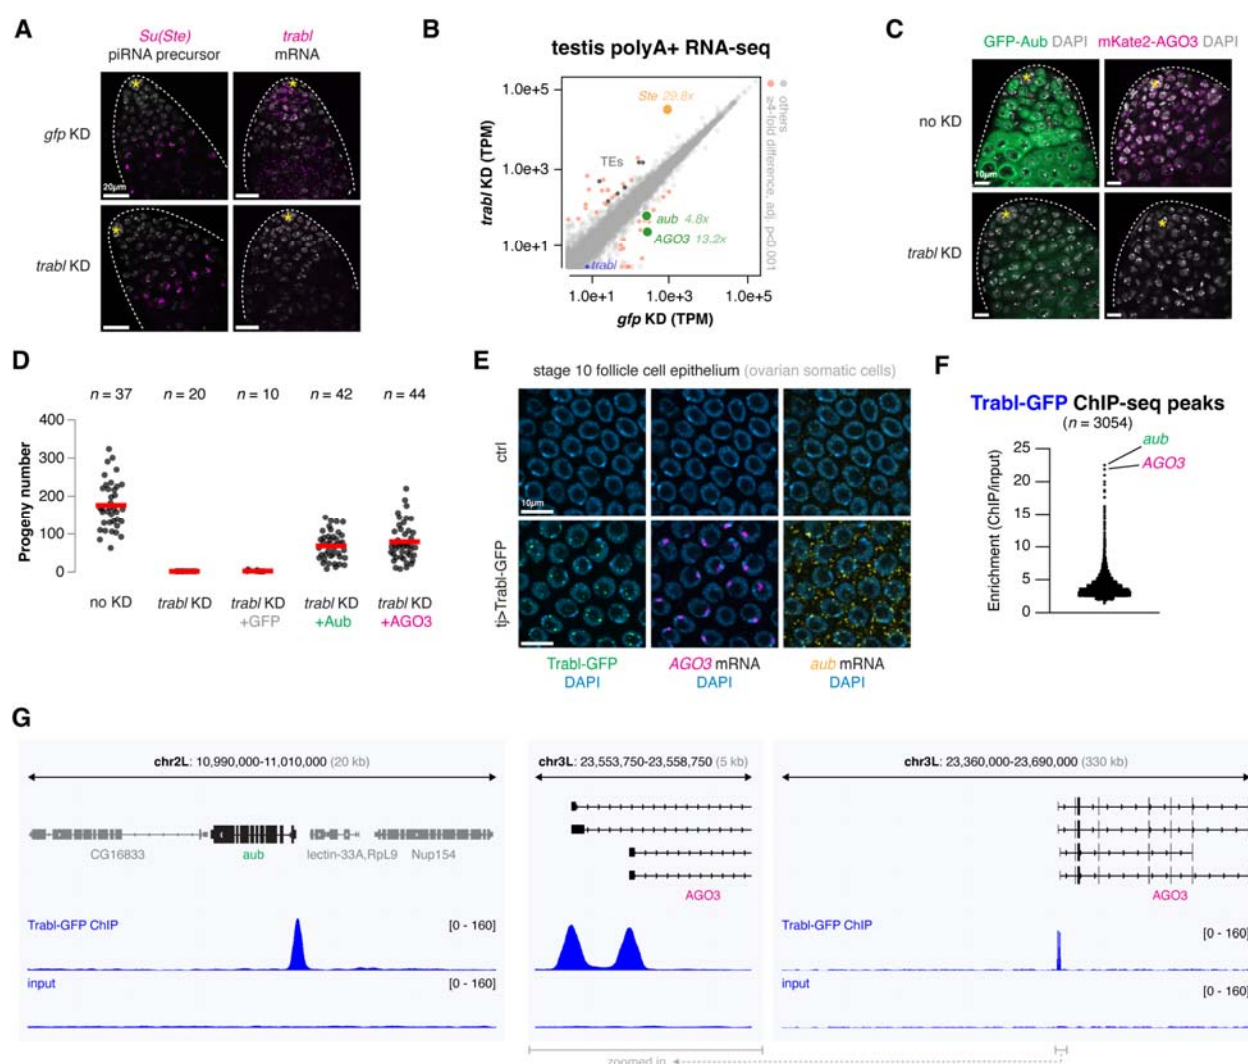 A
Su(Ste)
piRNA precursor
trabl
mRNA
gfp KD
20μm
trabl KD
B
testis polyA+ RNA-seq
trabl KD (TPM)
1.0e+5
1.0e+3
1.0e+1
Ste 29.8x
TEs
aub 4.8x
AGO3 13.2x
trabl
1.0e+1
1.0e+3
1.0e+5
gfp KD (TPM)
others
≥4-fold difference, adj. p<0.001
C
GFP-Aub DAPI
mKate2-AGO3 DAPI
no KD
10μm
trabl KD
D
n = 37
n = 20
n = 10
n = 42
n = 44
Progeny number
400
300
200
100
0
no KD
trabl KD
trabl KD
+GFP
trabl KD
+Aub
trabl KD
+AGO3
E
stage 10 follicle cell epithelium (ovarian somatic cells)
ctrl
10μm
tj>Trabl-GFP
Trabl-GFP
DAPI
AGO3 mRNA
DAPI
aub mRNA
DAPI
F
Trabl-GFP ChIP-seq peaks
(n = 3054)
Enrichment (ChIP/input)
25
20
15
10
5
0
aub
AGO3
G
chr2L: 10,990,000-11,010,000 (20 kb)
CG16833
aub
lectin-33A,RpL9
Nup154
Trabl-GFP ChIP
[0 - 160]
input
[0 - 160]
chr3L: 23,553,750-23,558,750 (5 kb)
AGO3
[0 - 160]
[0 - 160]
chr3L: 23,360,000-23,690,000 (330 kb)
AGO3
[0 - 160]
[0 - 160]
zoomed in